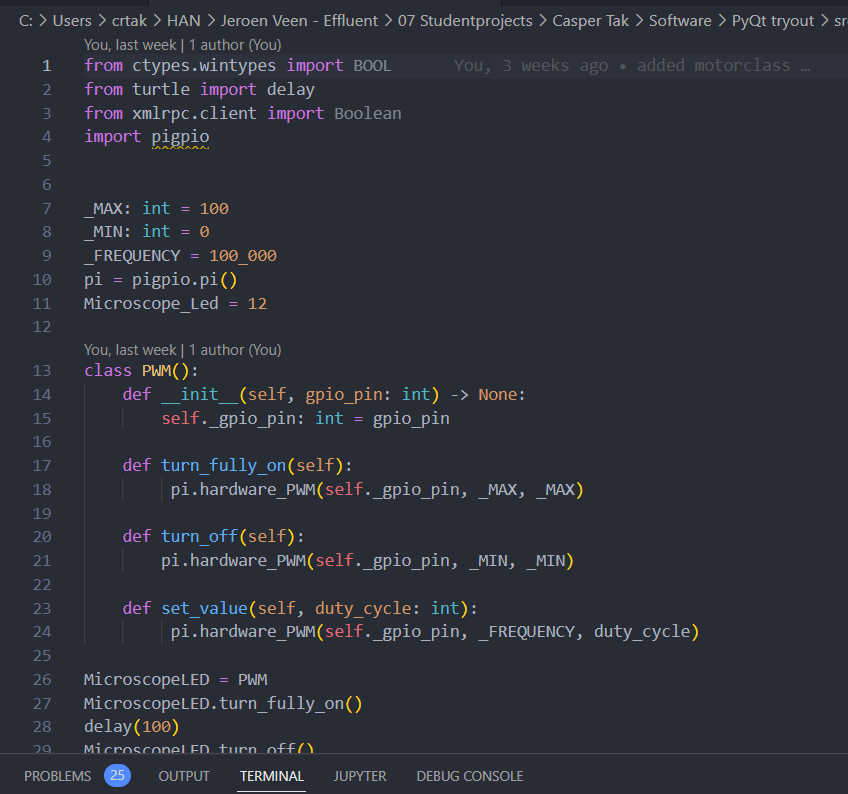 C: > Users > crtak > HAN > Jeroen Veen - Effluent > 07 Studentprojects > Casper Tak > Software > PyQt tryout > sr
You, last week | 1 author (You)
1 from ctypes.wintypes import BOOL You, 3 weeks ago • added motorclass …
2 from turtle import delay
3 from xmlrpc.client import Boolean
4 import pigpio
5
6
7 _MAX: int = 100
8 _MIN: int = 0
9 _FREQUENCY = 100_000
10 pi = pigpio.pi()
11 Microscope_Led = 12
12
You, last week | 1 author (You)
13 class PWM():
14     def __init__(self, gpio_pin: int) -> None:
15         self._gpio_pin: int = gpio_pin
16
17     def turn_fully_on(self):
18          pi.hardware_PWM(self._gpio_pin, _MAX, _MAX)
19
20     def turn_off(self):
21         pi.hardware_PWM(self._gpio_pin, _MIN, _MIN)
22
23     def set_value(self, duty_cycle: int):
24          pi.hardware_PWM(self._gpio_pin, _FREQUENCY, duty_cycle)
25
26 MicroscopeLED = PWM
27 MicroscopeLED.turn_fully_on()
28 delay(100)
29 MicroscopeLED.turn_off()
PROBLEMS 25 OUTPUT TERMINAL JUPYTER DEBUG CONSOLE